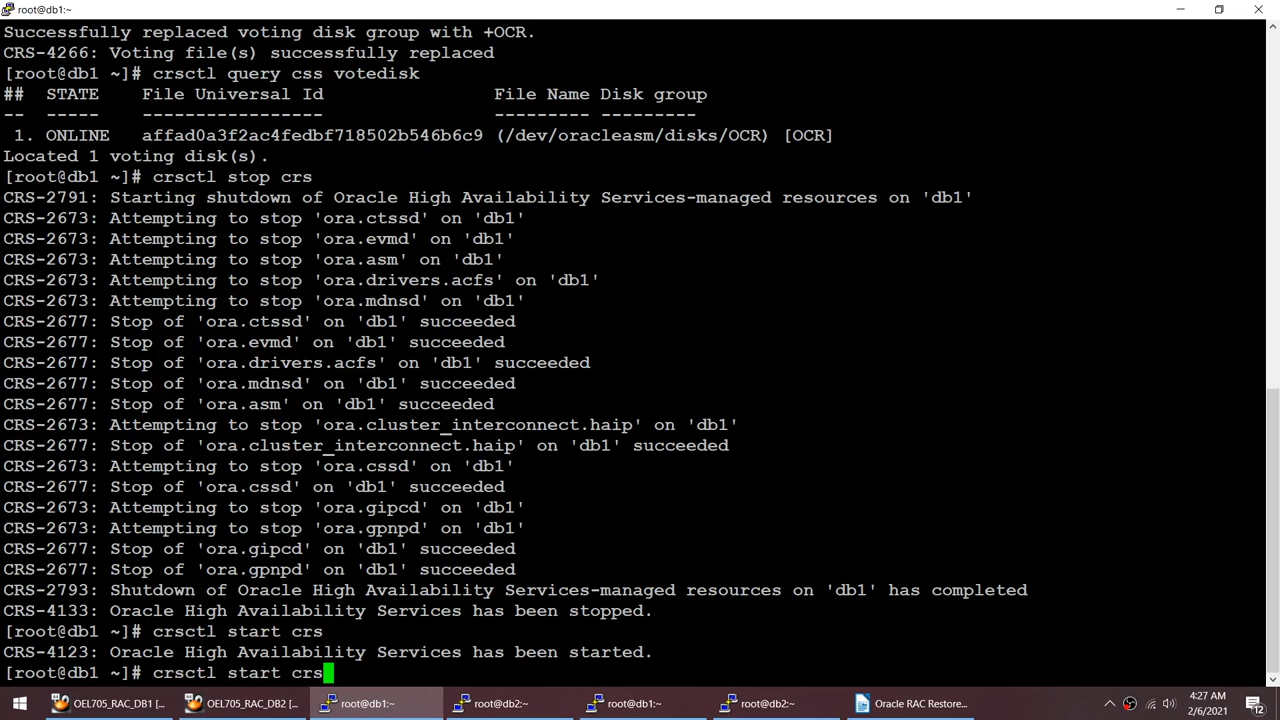 root@db1:~
Successfully replaced voting disk group with +OCR.
CRS-4266: Voting file(s) successfully replaced
[root@db1 ~]# crsctl query css votedisk
##  STATE    File Universal Id                File Name Disk group
--  -----    -----------------                --------- ---------
 1. ONLINE   affad0a3f2ac4fedbf718502b546b6c9 (/dev/oracleasm/disks/OCR) [OCR]
Located 1 voting disk(s).
[root@db1 ~]# crsctl stop crs
CRS-2791: Starting shutdown of Oracle High Availability Services-managed resources on 'db1'
CRS-2673: Attempting to stop 'ora.ctssd' on 'db1'
CRS-2673: Attempting to stop 'ora.evmd' on 'db1'
CRS-2673: Attempting to stop 'ora.asm' on 'db1'
CRS-2673: Attempting to stop 'ora.drivers.acfs' on 'db1'
CRS-2673: Attempting to stop 'ora.mdnsd' on 'db1'
CRS-2677: Stop of 'ora.ctssd' on 'db1' succeeded
CRS-2677: Stop of 'ora.evmd' on 'db1' succeeded
CRS-2677: Stop of 'ora.drivers.acfs' on 'db1' succeeded
CRS-2677: Stop of 'ora.mdnsd' on 'db1' succeeded
CRS-2677: Stop of 'ora.asm' on 'db1' succeeded
CRS-2673: Attempting to stop 'ora.cluster_interconnect.haip' on 'db1'
CRS-2677: Stop of 'ora.cluster_interconnect.haip' on 'db1' succeeded
CRS-2673: Attempting to stop 'ora.cssd' on 'db1'
CRS-2677: Stop of 'ora.cssd' on 'db1' succeeded
CRS-2673: Attempting to stop 'ora.gipcd' on 'db1'
CRS-2673: Attempting to stop 'ora.gpnpd' on 'db1'
CRS-2677: Stop of 'ora.gipcd' on 'db1' succeeded
CRS-2677: Stop of 'ora.gpnpd' on 'db1' succeeded
CRS-2793: Shutdown of Oracle High Availability Services-managed resources on 'db1' has completed
CRS-4133: Oracle High Availability Services has been stopped.
[root@db1 ~]# crsctl start crs
CRS-4123: Oracle High Availability Services has been started.
[root@db1 ~]# crsctl start crs
OEL705_RAC_DB1 [... OEL705_RAC_DB2 [... root@db1:~ root@db2:~ root@db1:~ root@db2:~ Oracle RAC Restore... 4:27 AM
2/6/2021 12